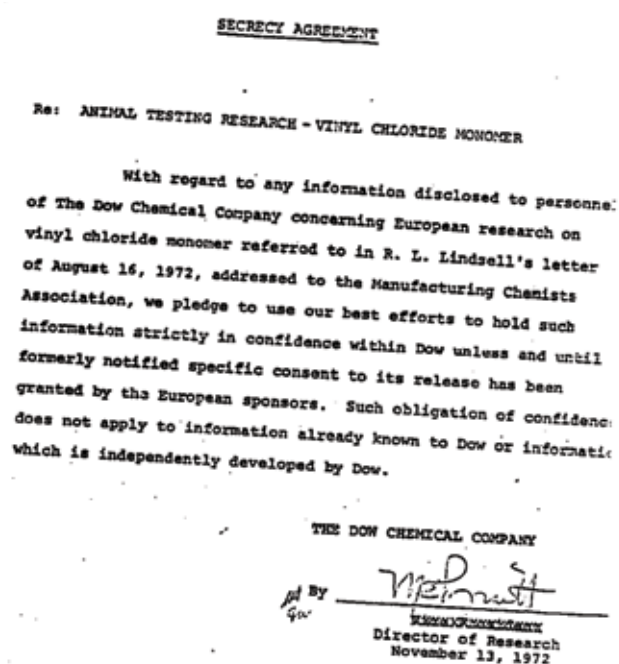 SECRECY AGREEMENT
Re: ANIMAL TESTING RESEARCH - VINYL CHLORIDE MONOMER
With regard to any information disclosed to personnel
of The Dow Chemical Company concerning European research on
vinyl chloride monomer referred to in R. L. Lindsell's letter
of August 16, 1972, addressed to the Manufacturing Chemists
Association, we pledge to use our best efforts to hold such
information strictly in confidence within Dow unless and until
formerly notified specific consent to its release has been
granted by the European sponsors. Such obligation of confidenc
does not apply to information already known to Dow or informatio
which is independently developed by Dow.
THE DOW CHEMICAL COMPANY
By
Director of Research
November 13, 1972